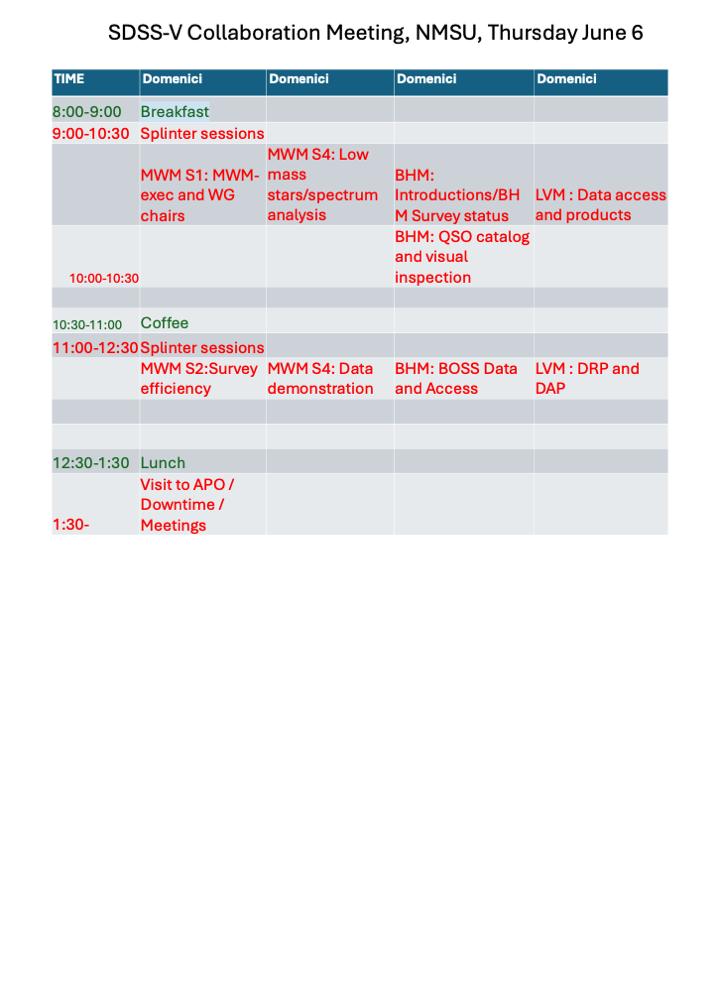 SDSS-V Collaboration Meeting, NMSU, Thursday June 6
TIME Domenici Domenici Domenici Domenici
8:00-9:00 Breakfast
9:00-10:30 Splinter sessions
MWM S1: MWM-
exec and WG
chairs
MWM S4: Low
mass
stars/spectrum
analysis
BHM:
Introductions/BH
M Survey status
LVM : Data access
and products
10:00-10:30
BHM: QSO catalog
and visual
inspection
10:30-11:00 Coffee
11:00-12:30 Splinter sessions
MWM S2:Survey
efficiency
MWM S4: Data
demonstration
BHM: BOSS Data
and Access
LVM : DRP and
DAP
12:30-1:30 Lunch
1:30-
Visit to APO /
Downtime /
Meetings